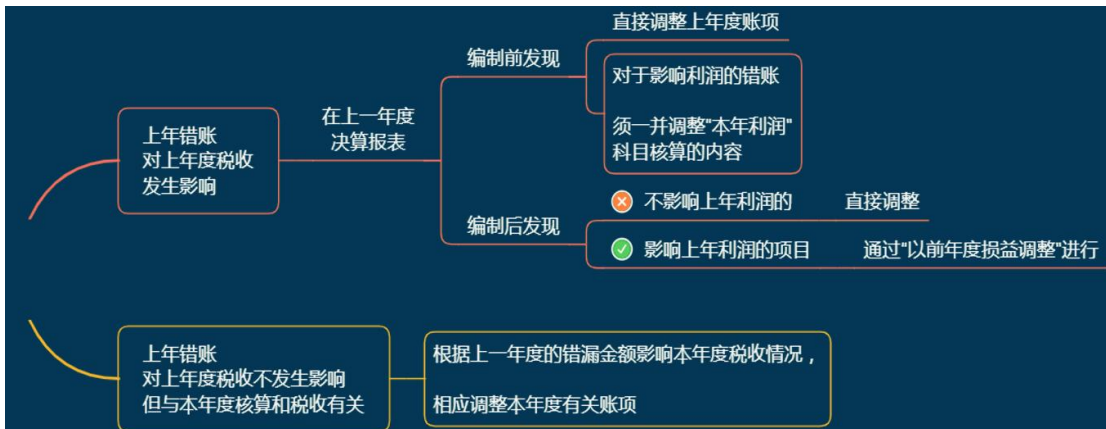 上年错账
对上年度税收
发生影响
在上一年度
决算报表
编制前发现
直接调整上年度账项
对于影响利润的错账
须一并调整"本年利润"
科目核算的内容
编制后发现
不影响上年利润的 直接调整
影响上年利润的项目 通过"以前年度损益调整"进行
上年错账
对上年度税收不发生影响
但与本年度核算和税收有关
根据上一年度的错漏金额影响本年度税收情况，
相应调整本年度有关账项